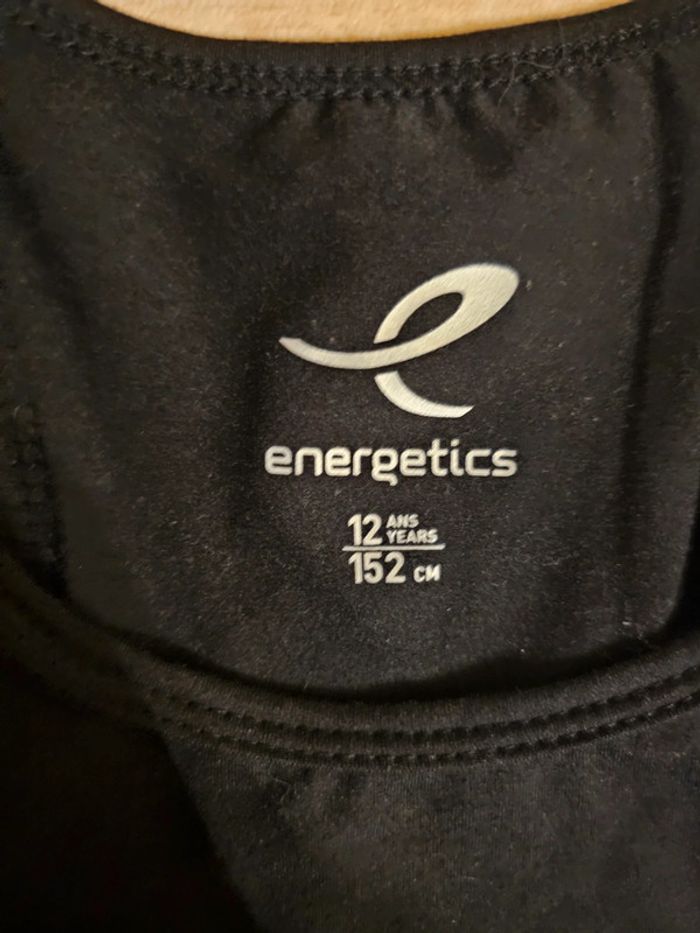 energetics
12 ANS
YEARS
152 CM